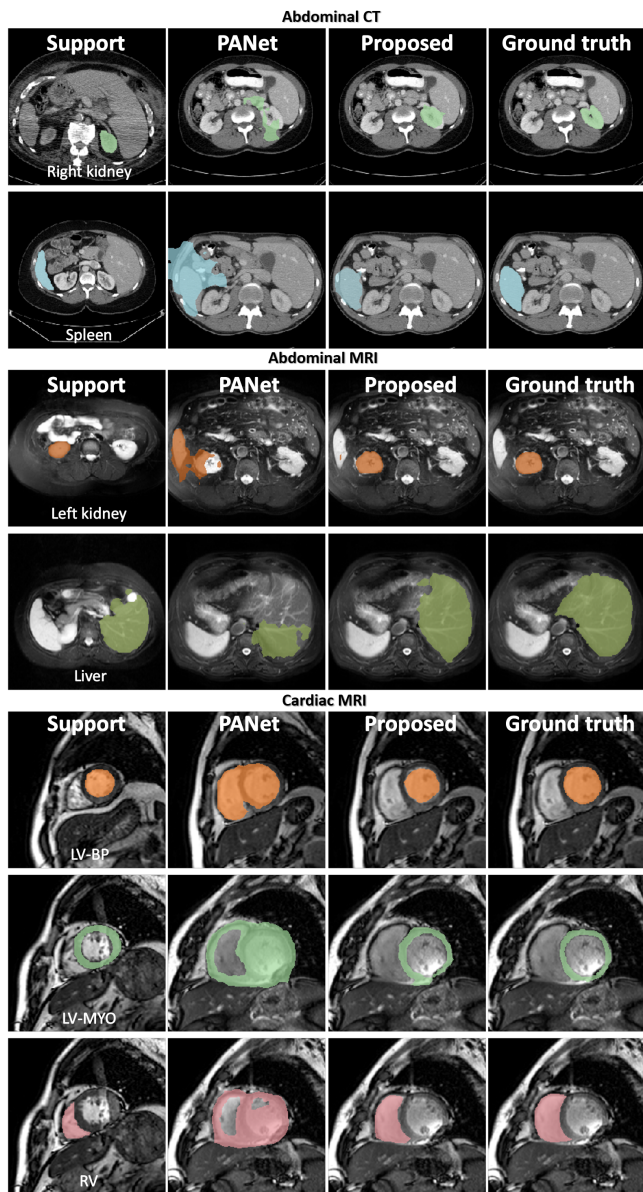 Abdominal CT
Support PANet Proposed Ground truth
Right kidney
Spleen
Abdominal MRI
Support PANet Proposed Ground truth
Left kidney
Liver
Cardiac MRI
Support PANet Proposed Ground truth
LV-BP
LV-MYO
RV